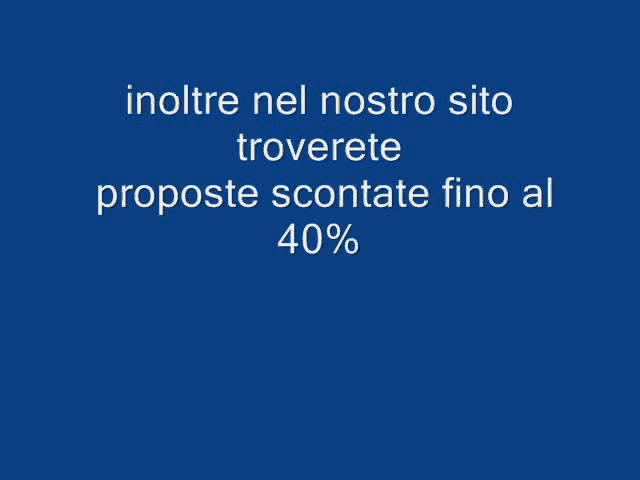 inoltre nel nostro sito
troverete
proposte scontate fino al
40%